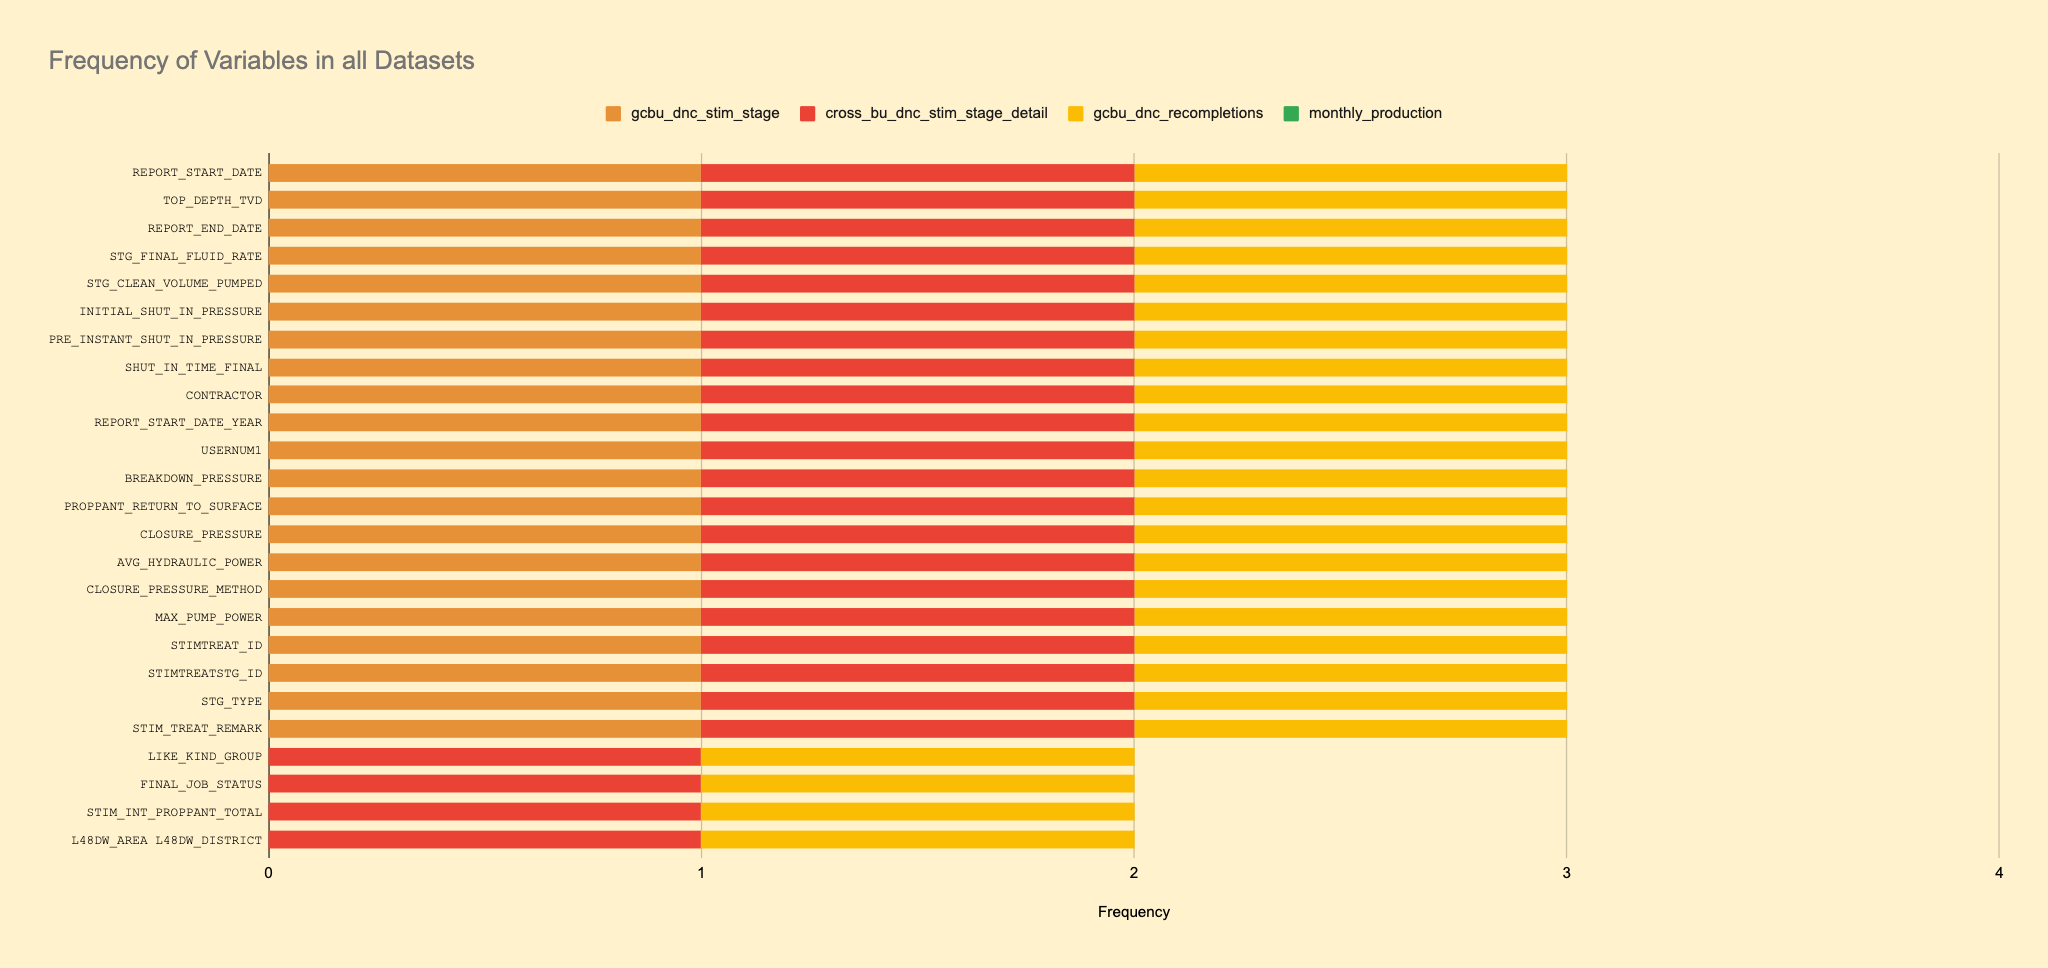 Frequency of Variables in all Datasets
gcbu_dnc_stim_stage
cross_bu_dnc_stim_stage_detail
gcbu_dnc_recompletions
monthly_production
REPORT_START_DATE
TOP_DEPTH_TVD
REPORT_END_DATE
STG_FINAL_FLUID_RATE
STG_CLEAN_VOLUME_PUMPED
INITIAL_SHUT_IN_PRESSURE
PRE_INSTANT_SHUT_IN_PRESSURE
SHUT_IN_TIME_FINAL
CONTRACTOR
REPORT_START_DATE_YEAR
USERNUM1
BREAKDOWN_PRESSURE
PROPPANT_RETURN_TO_SURFACE
CLOSURE_PRESSURE
AVG_HYDRAULIC_POWER
CLOSURE_PRESSURE_METHOD
MAX_PUMP_POWER
STIMTREAT_ID
STIMTREATSTG_ID
STG_TYPE
STIM_TREAT_REMARK
LIKE_KIND_GROUP
FINAL_JOB_STATUS
STIM_INT_PROPPANT_TOTAL
L48DW_AREA L48DW_DISTRICT
0 1 2 3 4
Frequency